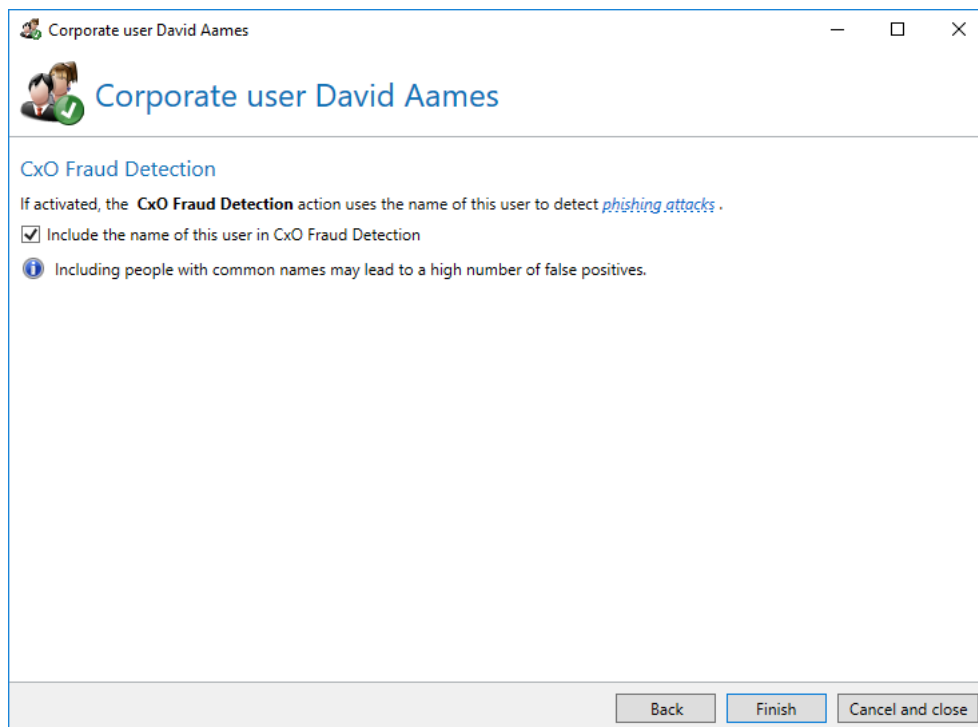 Corporate user David Aames
Corporate user David Aames
CxO Fraud Detection
If activated, the CxO Fraud Detection action uses the name of this user to detect phishing attacks .
Include the name of this user in CxO Fraud Detection
Including people with common names may lead to a high number of false positives.
Back Finish Cancel and close